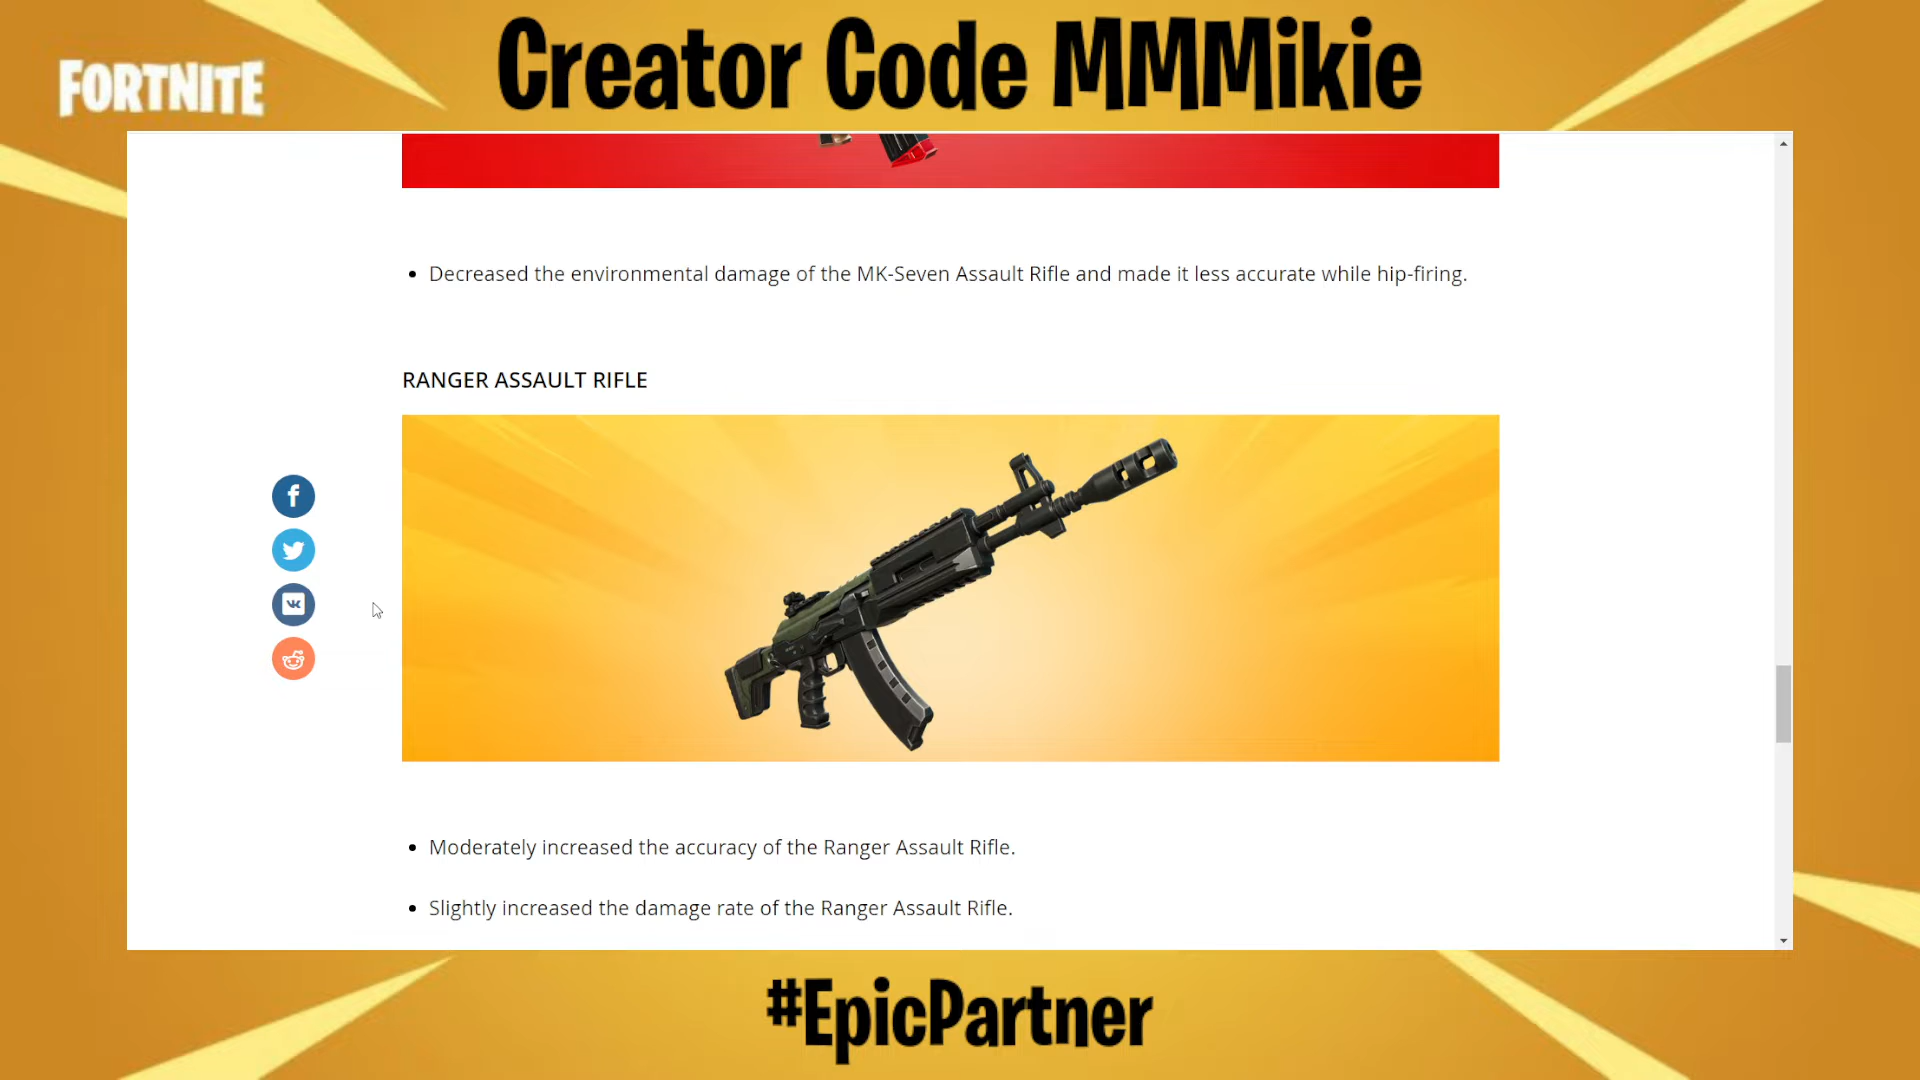 FORTNITE
Creator Code MMMikie
Decreased the environmental damage of the MK-Seven Assault Rifle and made it less accurate while hip-firing.
RANGER ASSAULT RIFLE
Moderately increased the accuracy of the Ranger Assault Rifle.
Slightly increased the damage rate of the Ranger Assault Rifle.
#EpicPartner